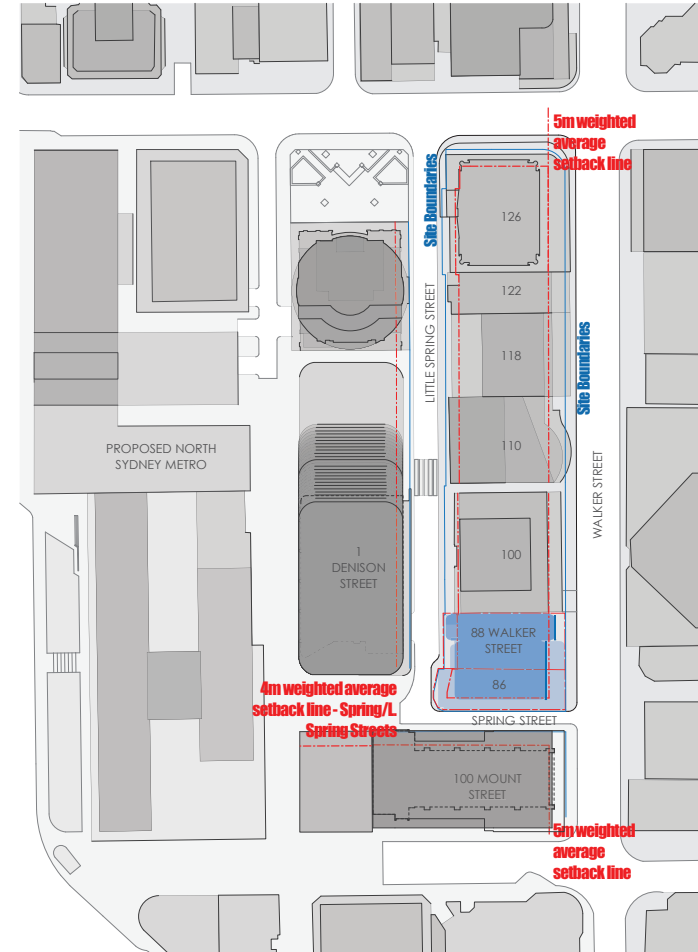 5m weighted
average
setback line
Site Boundaries
126
122
LITTLE SPRING STREET
118
Site Boundaries
110
PROPOSED NORTH
SYDNEY METRO
WALKER STREET
1
DENISON
STREET
100
88 WALKER
STREET
86
4m weighted average
setback line - Spring/L
Spring Streets
SPRING STREET
100 MOUNT
STREET
5m weighted
average
setback line